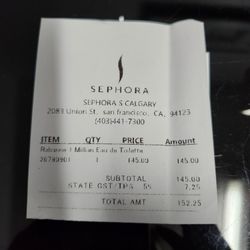 SEPHORA
SEPHORA S CALGARY
2083 Union St, san francisco, CA, 94123
(403)441-7300
ITEM QTY PRICE Amount
Rabanne 1 Million Eau de Toilette
26780901 1 145.00 145.00
SUBTOTAL 145.00
STATE GST/TPS 5% 7.25
TOTAL AMT 152.25